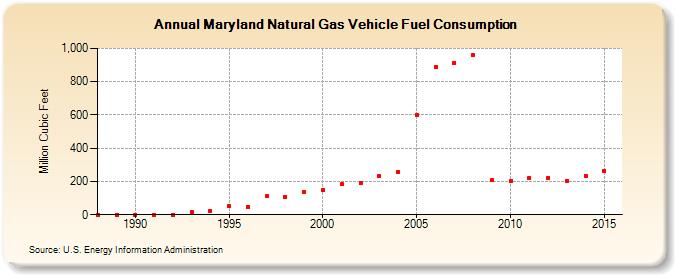 Annual Maryland Natural Gas Vehicle Fuel Consumption
Million Cubic Feet
1,000
800
600
400
200
0
1990 1995 2000 2005 2010 2015
Source: U.S. Energy Information Administration